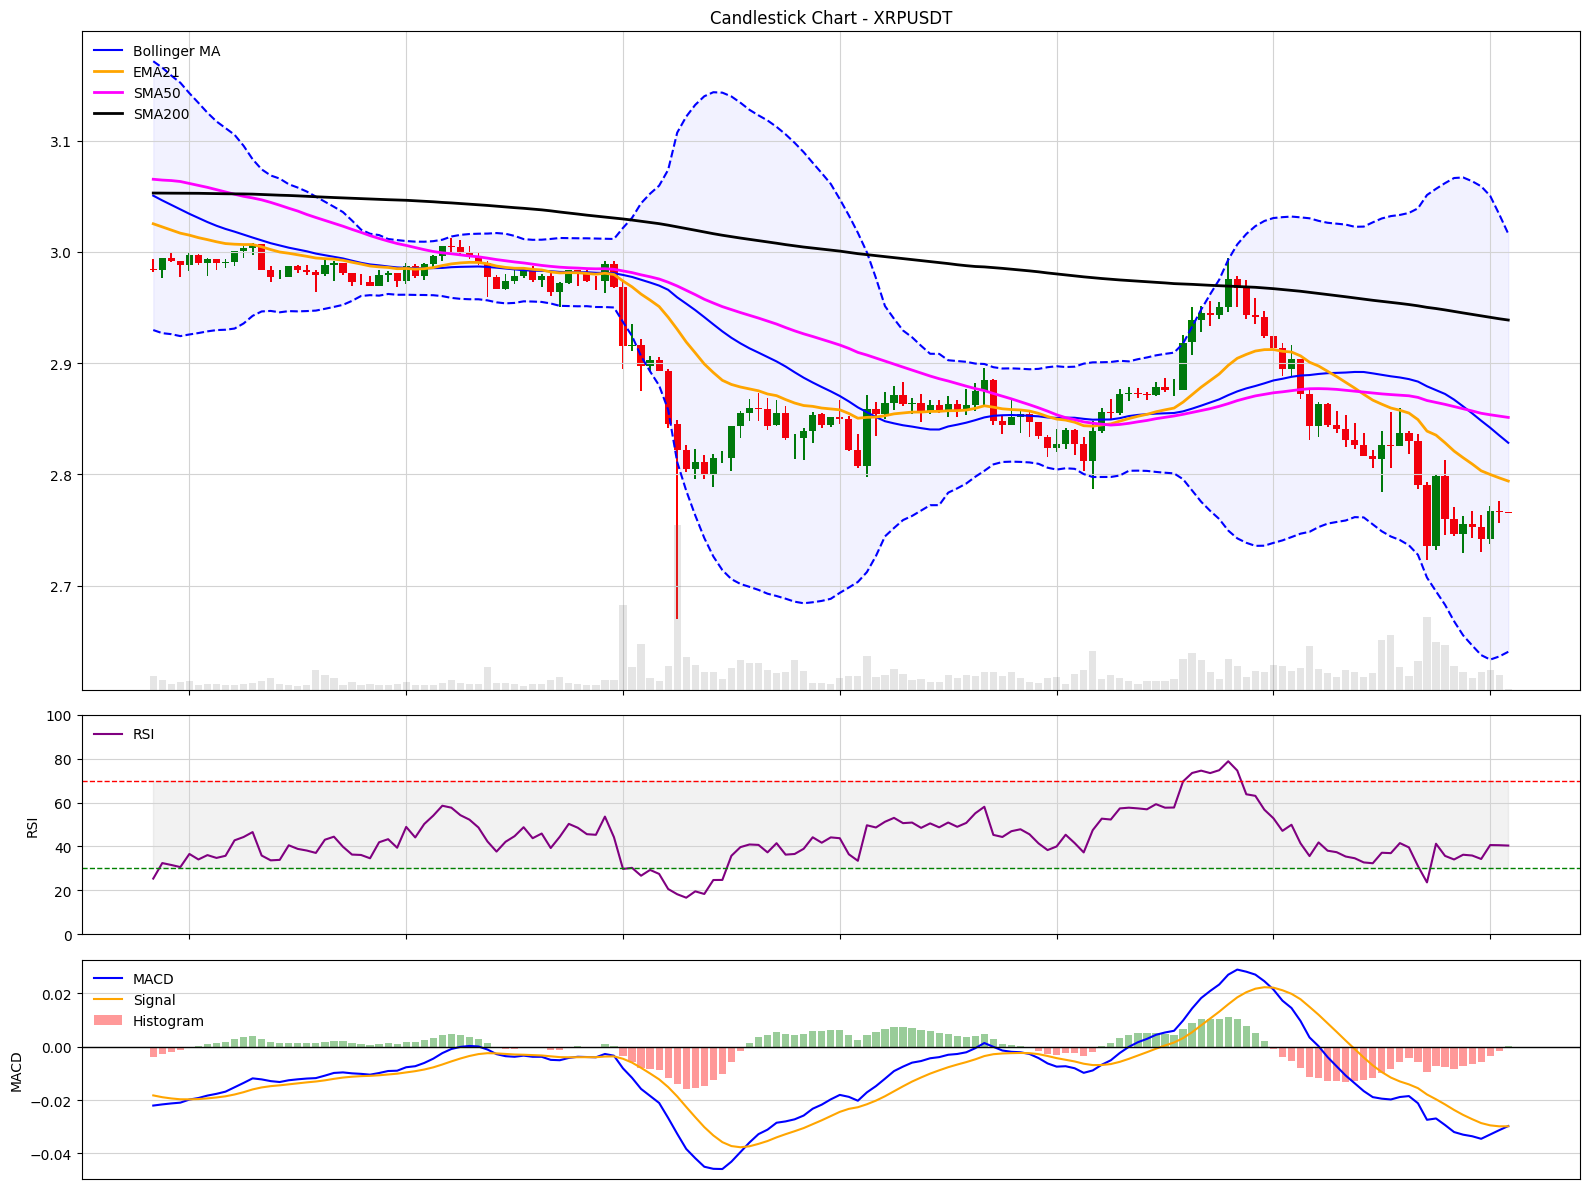 Candlestick Chart - XRPUSDT
Bollinger MA
EMA21
SMA50
SMA200
3.1
3.0
2.9
2.8
2.7
RSI
100
80
60
40
20
0
RSI
MACD
Signal
Histogram
0.02
0.00
−0.02
−0.04
MACD